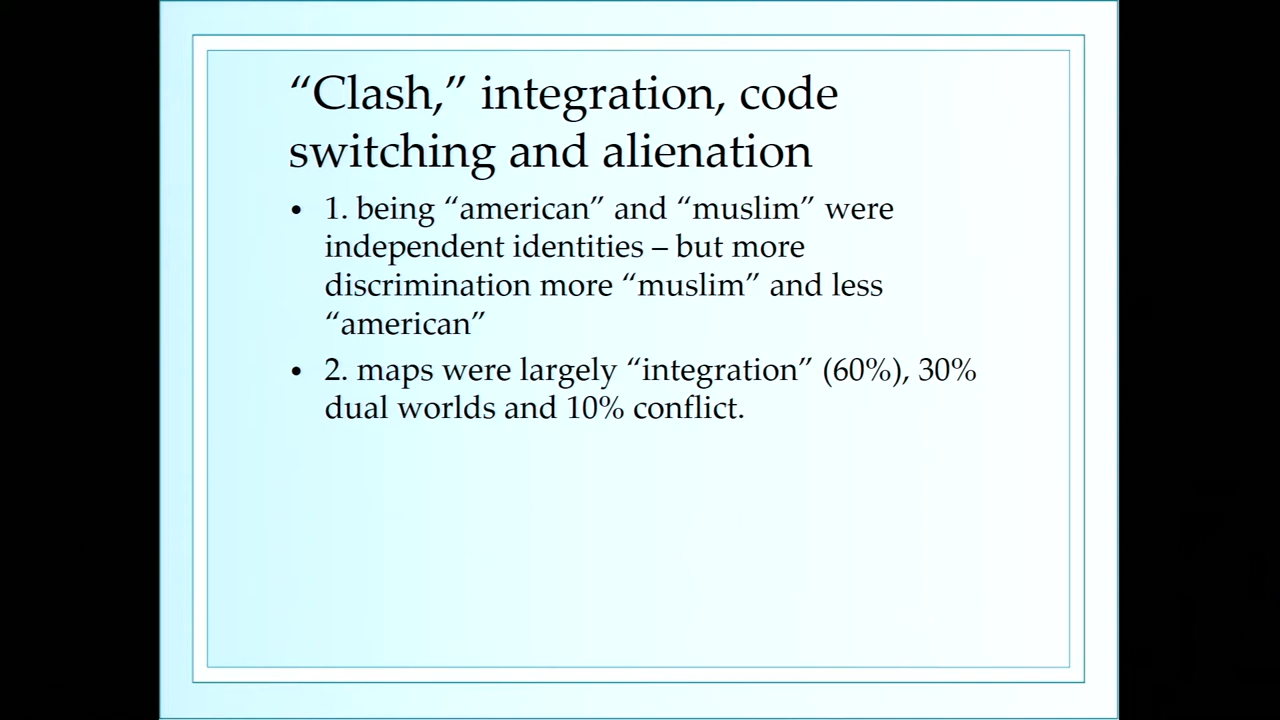 “Clash,” integration, code
switching and alienation
• 1. being “american” and “muslim” were
independent identities – but more
discrimination more “muslim” and less
“american”
• 2. maps were largely “integration” (60%), 30%
dual worlds and 10% conflict.